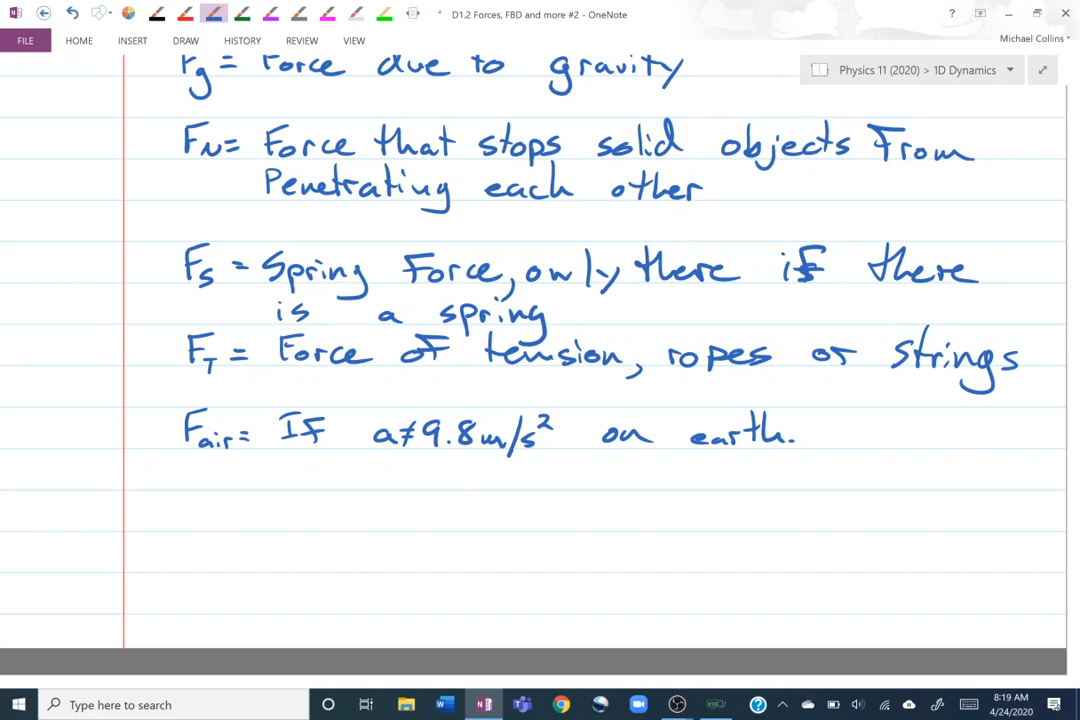 D1.2 Forces, FBD and more #2 - OneNote
?
FILE HOME INSERT DRAW HISTORY REVIEW VIEW
Michael Collins
Physics 11 (2020) > 1D Dynamics
Fg = Force due to gravity
FN= Force that stops solid objects From
Penetrating each other
Fs = Spring Force, only there if there
is a spring
FT = Force of tension, ropes or strings
Fair= If a≠9.8m/s² on earth.
Type here to search
8:19 AM
4/24/2020